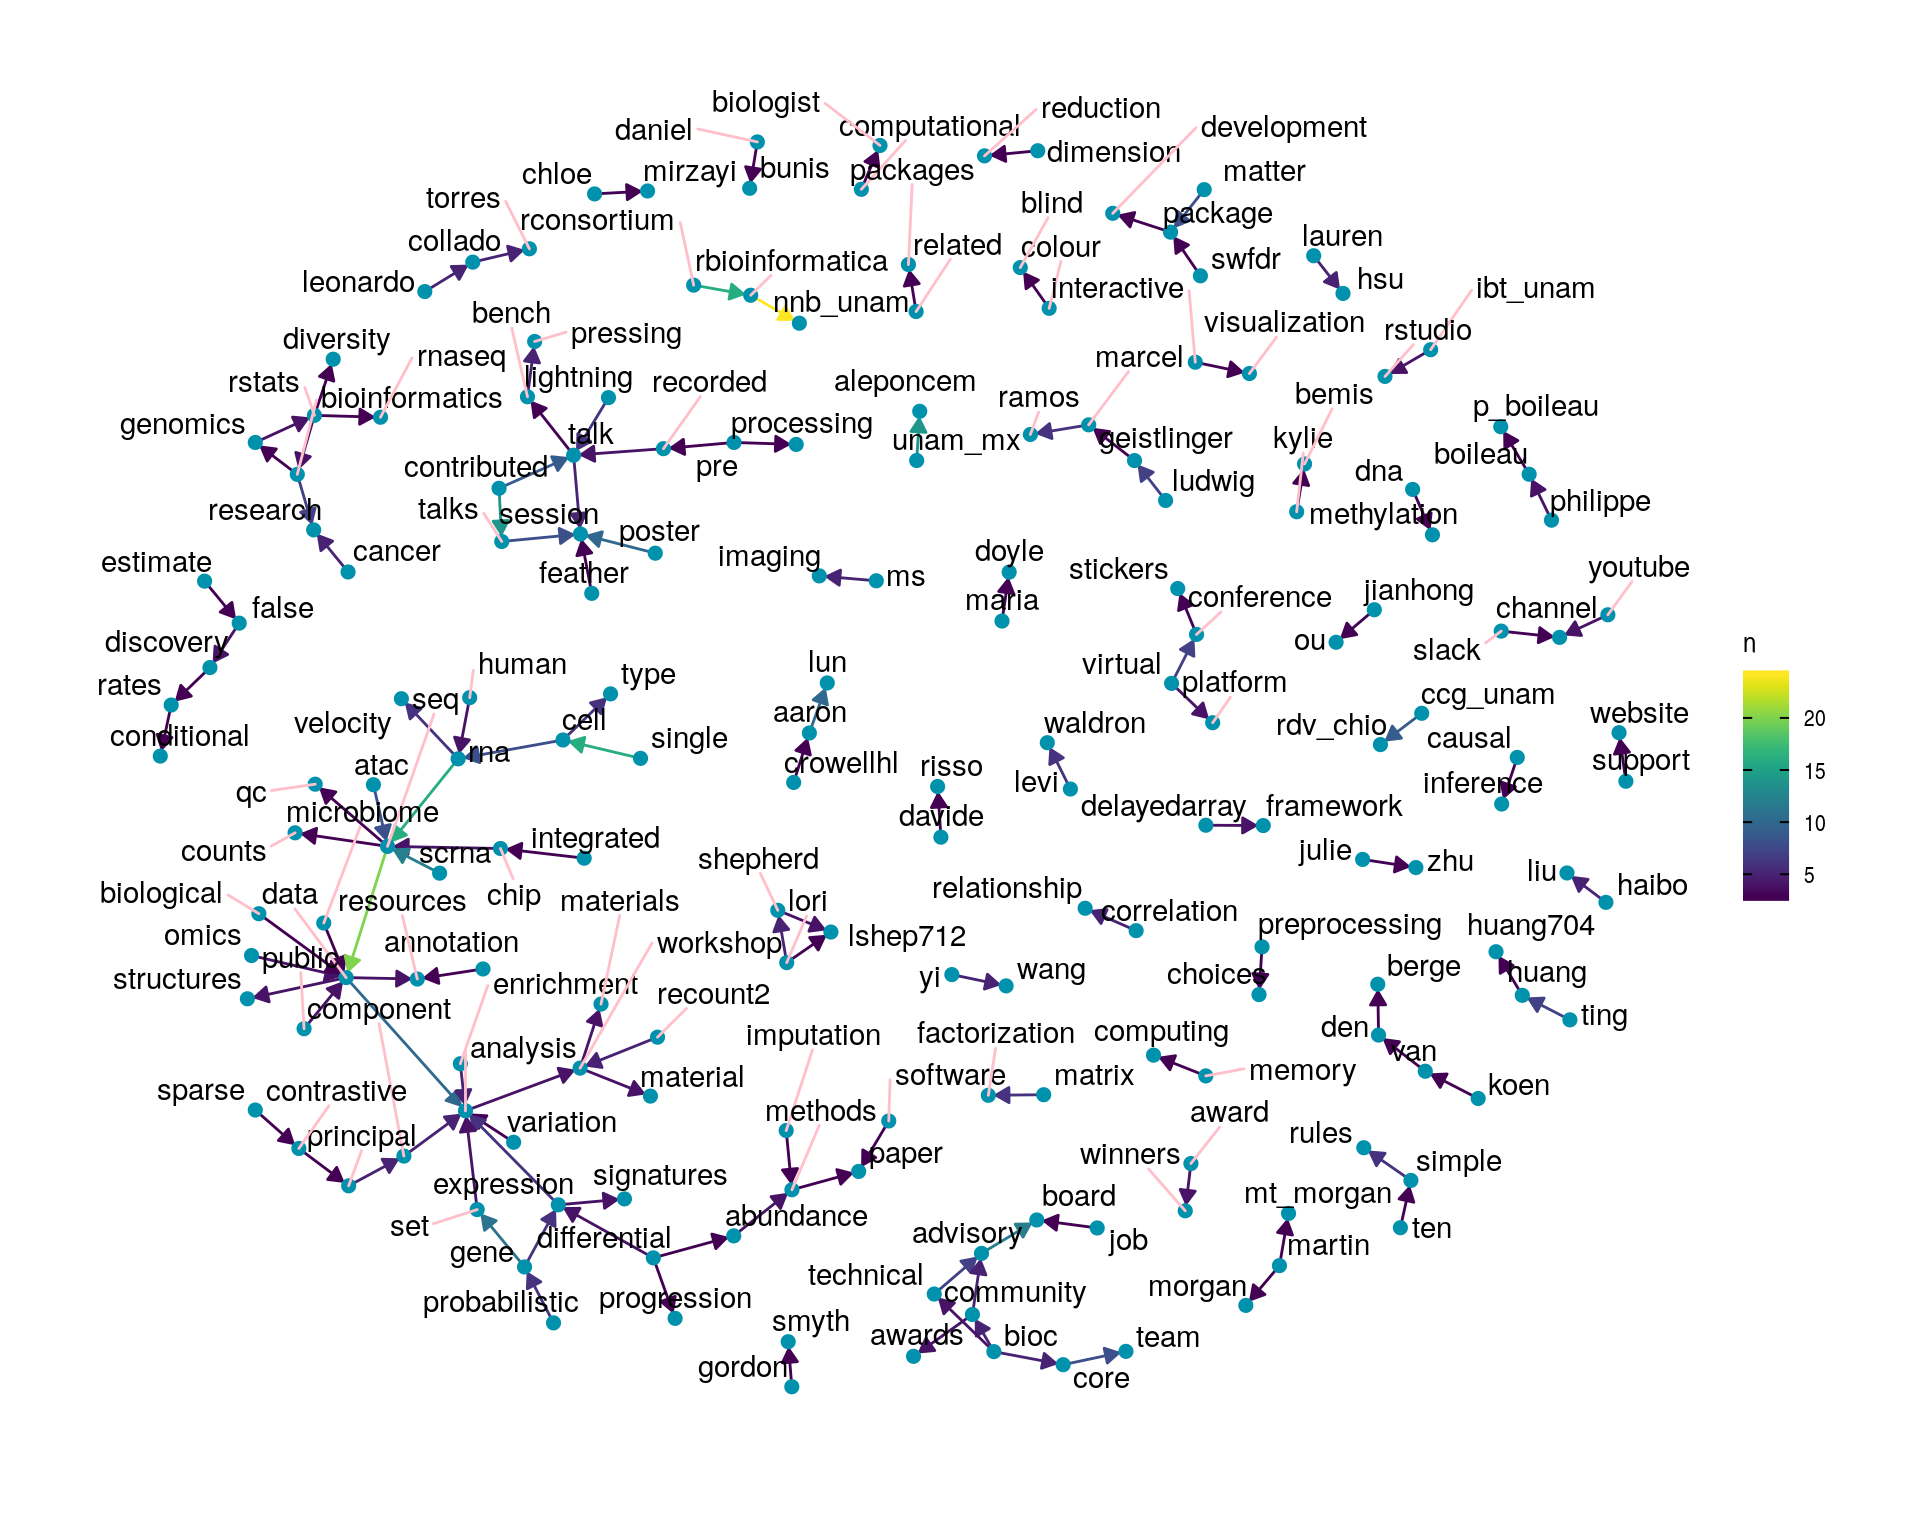 biologist
reduction
daniel
computational
development
chloe
mirzayi
bunis
packages
dimension
matter
torres
rconsortium
blind
package
collado
related
colour
lauren
leonardo
rbioinformatica
swfdr
hsu
nnb_unam
interactive
ibt_unam
bench
pressing
visualization
rstudio
diversity
rnaseq
marcel
rstats
lightning
recorded
aleponcem
bemis
bioinformatics
ramos
p_boileau
genomics
talk
processing
unam_mx
geistlinger
kylie
boileau
contributed
pre
dna
ludwig
research
talks
session
methylation
philippe
cancer
poster
estimate
feather
imaging
ms
doyle
stickers
youtube
false
maria
conference
jianhong
channel
discovery
ou
slack
rates
human
type
lun
virtual
platform
seq
ccg_unam
velocity
cell
aaron
waldron
rdv_chio
website
conditional
rna
single
causal
atac
crowellhl
risso
levi
inference
support
qc
microbiome
davide
delayedarray
framework
counts
scrna
integrated
shepherd
julie
zhu
liu
haibo
biological
data
resources
chip
materials
lori
relationship
correlation
omics
annotation
workshop
lshep712
preprocessing
huang704
structures
public
enrichment
yi
wang
choices
berge
huang
component
recount2
imputation
factorization
computing
den
ting
analysis
van
sparse
contrastive
material
software
matrix
memory
koen
principal
variation
methods
award
expression
signatures
paper
winners
rules
simple
set
abundance
board
mt_morgan
gene
differential
advisory
job
martin
ten
probabilistic
progression
technical
community
morgan
smyth
awards
bioc
team
gordon
core
n
20
15
10
5